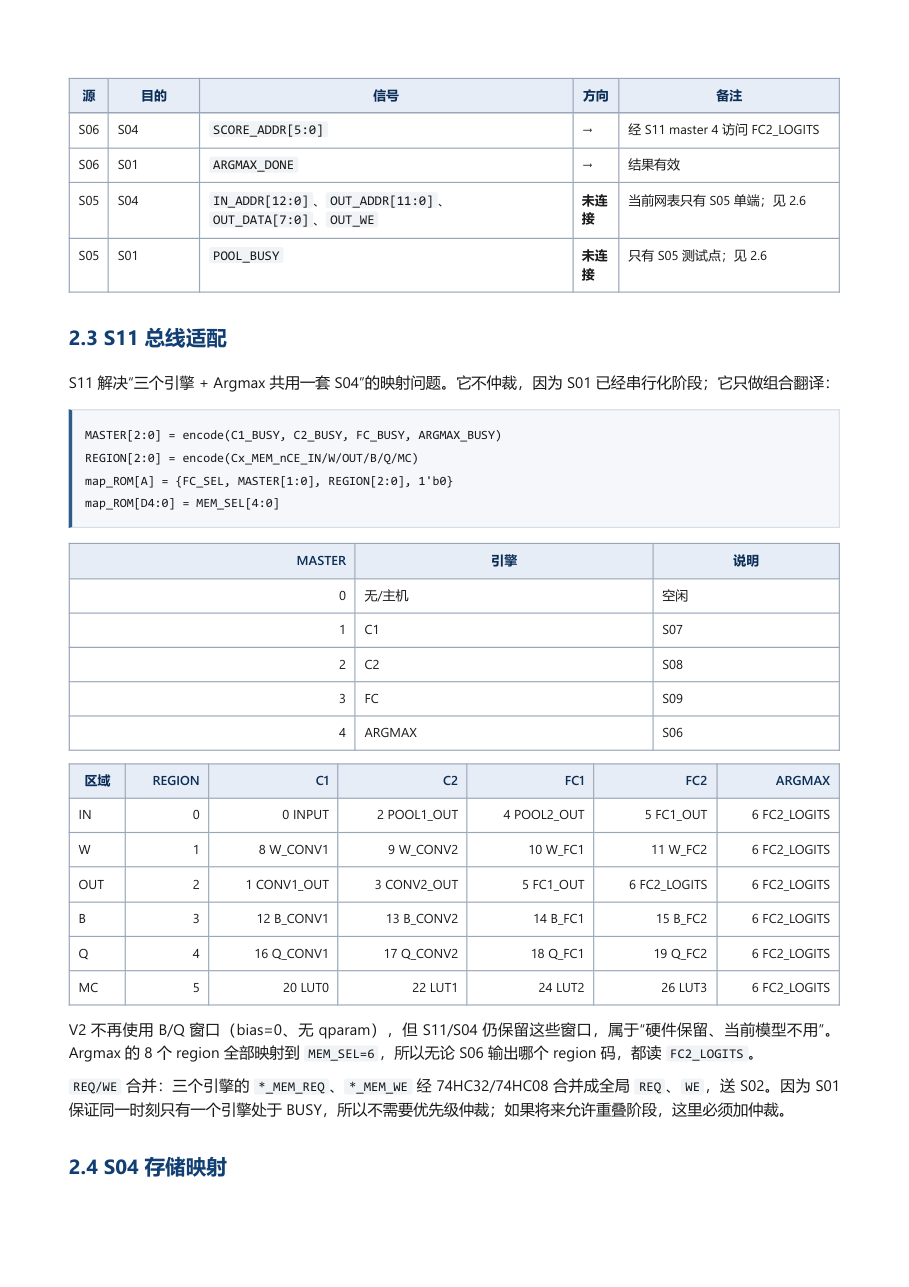 源 目的 信号 方向 备注
S06 S04 SCORE_ADDR[5:0] → 经 S11 master 4 访问 FC2_LOGITS
S06 S01 ARGMAX_DONE → 结果有效
S05 S04 IN_ADDR[12:0] 、 OUT_ADDR[11:0] 、 未连 当前网表只有 S05 单端；见 2.6
OUT_DATA[7:0] 、 OUT_WE 接
S05 S01 POOL_BUSY 未连 只有 S05 测试点；见 2.6
接
2.3 S11 总线适配
S11 解决“三个引擎 + Argmax 共用一套 S04”的映射问题。它不仲裁，因为 S01 已经串行化阶段；它只做组合翻译：
MASTER[2:0] = encode(C1_BUSY, C2_BUSY, FC_BUSY, ARGMAX_BUSY)
REGION[2:0] = encode(Cx_MEM_nCE_IN/W/OUT/B/Q/MC)
map_ROM[A] = {FC_SEL, MASTER[1:0], REGION[2:0], 1'b0}
map_ROM[D4:0] = MEM_SEL[4:0]
MASTER 引擎 说明
0 无/主机 空闲
1 C1 S07
2 C2 S08
3 FC S09
4 ARGMAX S06
区域 REGION C1 C2 FC1 FC2 ARGMAX
IN 0 0 INPUT 2 POOL1_OUT 4 POOL2_OUT 5 FC1_OUT 6 FC2_LOGITS
W 1 8 W_CONV1 9 W_CONV2 10 W_FC1 11 W_FC2 6 FC2_LOGITS
OUT 2 1 CONV1_OUT 3 CONV2_OUT 5 FC1_OUT 6 FC2_LOGITS 6 FC2_LOGITS
B 3 12 B_CONV1 13 B_CONV2 14 B_FC1 15 B_FC2 6 FC2_LOGITS
Q 4 16 Q_CONV1 17 Q_CONV2 18 Q_FC1 19 Q_FC2 6 FC2_LOGITS
MC 5 20 LUT0 22 LUT1 24 LUT2 26 LUT3 6 FC2_LOGITS
V2 不再使用 B/Q 窗口（bias=0、无 qparam），但 S11/S04 仍保留这些窗口，属于“硬件保留、当前模型不用”。
Argmax 的 8 个 region 全部映射到 MEM_SEL=6 ，所以无论 S06 输出哪个 region 码，都读 FC2_LOGITS 。
REQ/WE 合并：三个引擎的 *_MEM_REQ 、 *_MEM_WE 经 74HC32/74HC08 合并成全局 REQ 、 WE ，送 S02。因为 S01
保证同一时刻只有一个引擎处于 BUSY，所以不需要优先级仲裁；如果将来允许重叠阶段，这里必须加仲裁。
2.4 S04 存储映射